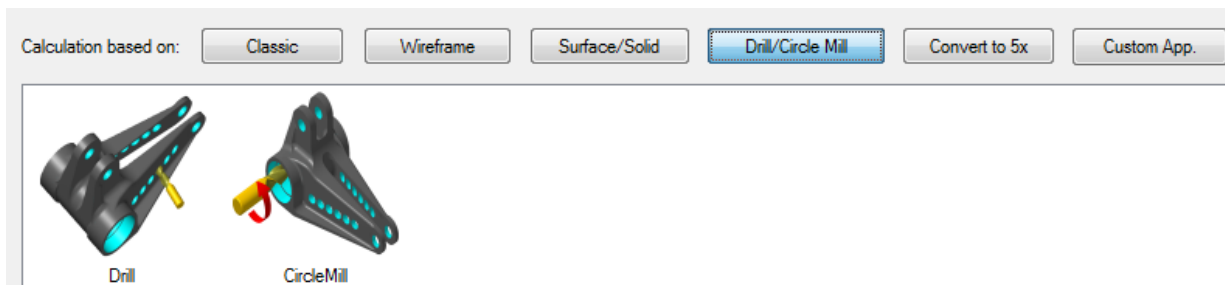 Calculation based on: Classic Wireframe Surface/Solid Drill/Circle Mill Convert to 5x Custom App.
Drill CircleMill